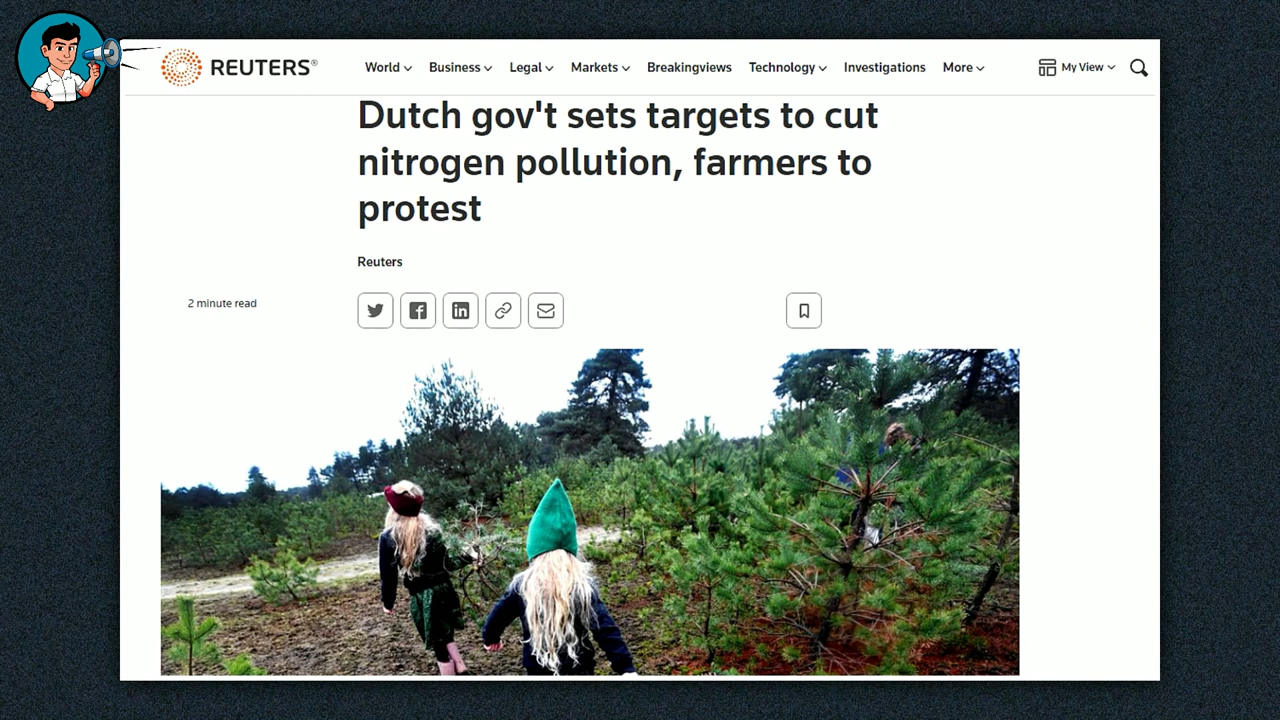 REUTERS®
World Business Legal Markets Breakingviews Technology Investigations More My View
Dutch gov't sets targets to cut
nitrogen pollution, farmers to
protest
Reuters
2 minute read